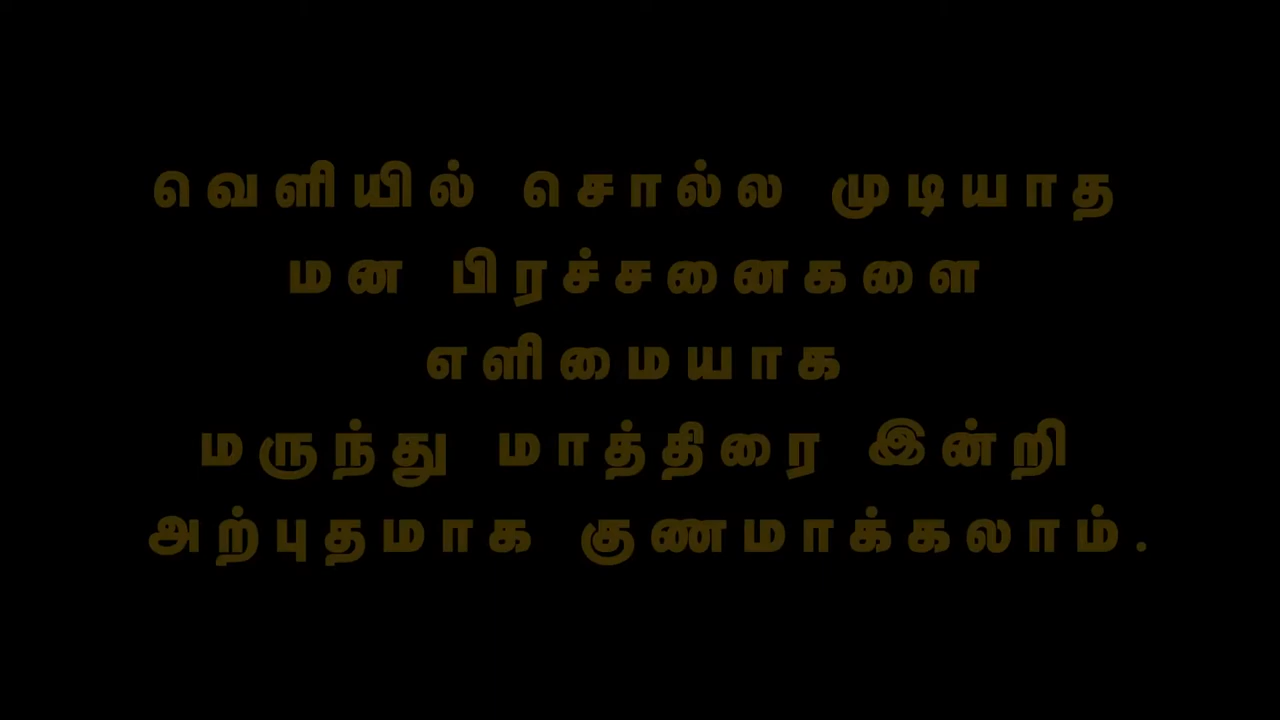 வெளியில் சொல்ல முடியாத
மன பிரச்சனைகளை
எளிமையாக
மருந்து மாத்திரை இன்றி
அற்புதமாக குணமாக்கலாம்.